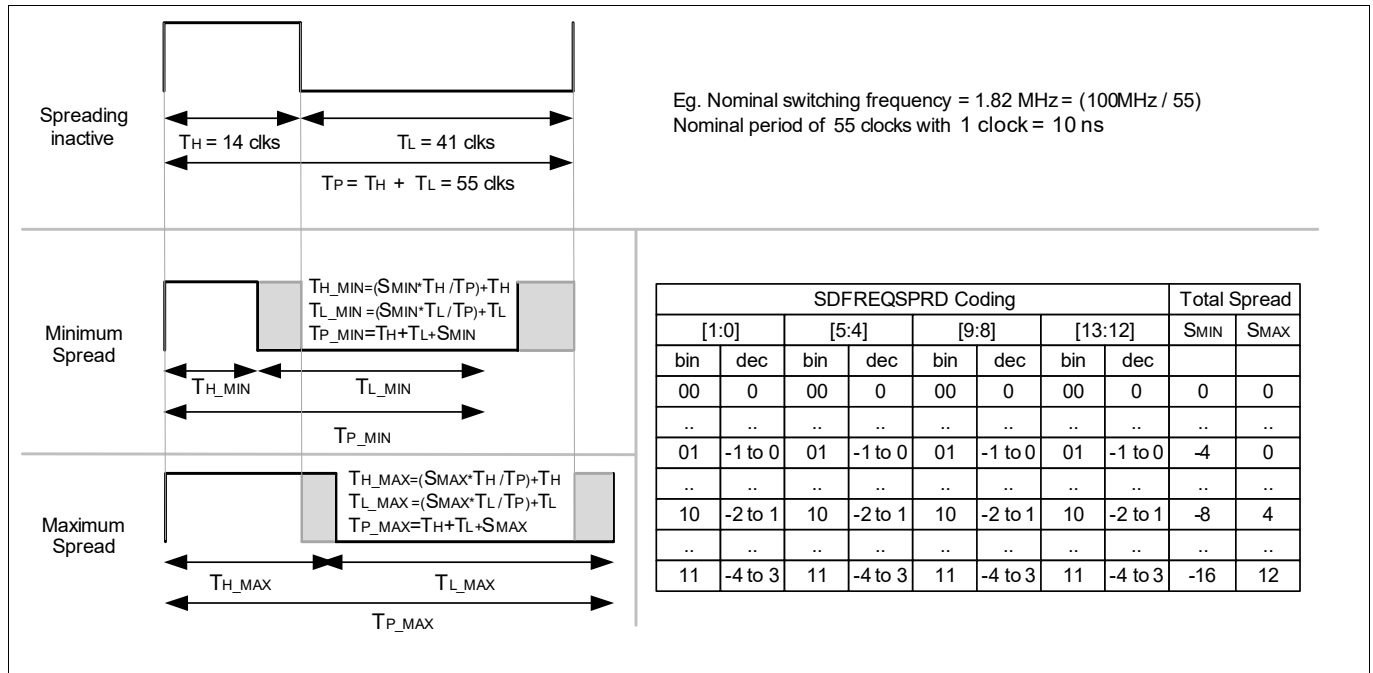 Spreading
inactive
TH = 14 clks
TL = 41 clks
TP = TH + TL = 55 clks
Eg. Nominal switching frequency = 1.82 MHz = (100MHz / 55)
Nominal period of 55 clocks with 1 clock = 10 ns
Minimum
Spread
TH_MIN=(SMIN*TH /TP)+TH
TL_MIN =(SMIN*TL/TP)+TL
TP_MIN=TH+TL+SMIN
TH_MIN
TL_MIN
TP_MIN
Maximum
Spread
TH_MAX=(SMAX*TH /TP)+TH
TL_MAX =(SMAX*TL/TP)+TL
TP_MAX=TH+TL+SMAX
TH_MAX
TL_MAX
TP_MAX
SDFREQSPRD Coding Total Spread
[1:0] [5:4] [9:8] [13:12] SMIN SMAX
bin dec bin dec bin dec bin dec
00 0 00 0 00 0 00 0 0 0
.. .. .. .. .. .. .. .. .. ..
01 -1 to 0 01 -1 to 0 01 -1 to 0 01 -1 to 0 -4 0
.. .. .. .. .. .. .. .. .. ..
10 -2 to 1 10 -2 to 1 10 -2 to 1 10 -2 to 1 -8 4
.. .. .. .. .. .. .. .. .. ..
11 -4 to 3 11 -4 to 3 11 -4 to 3 11 -4 to 3 -16 12